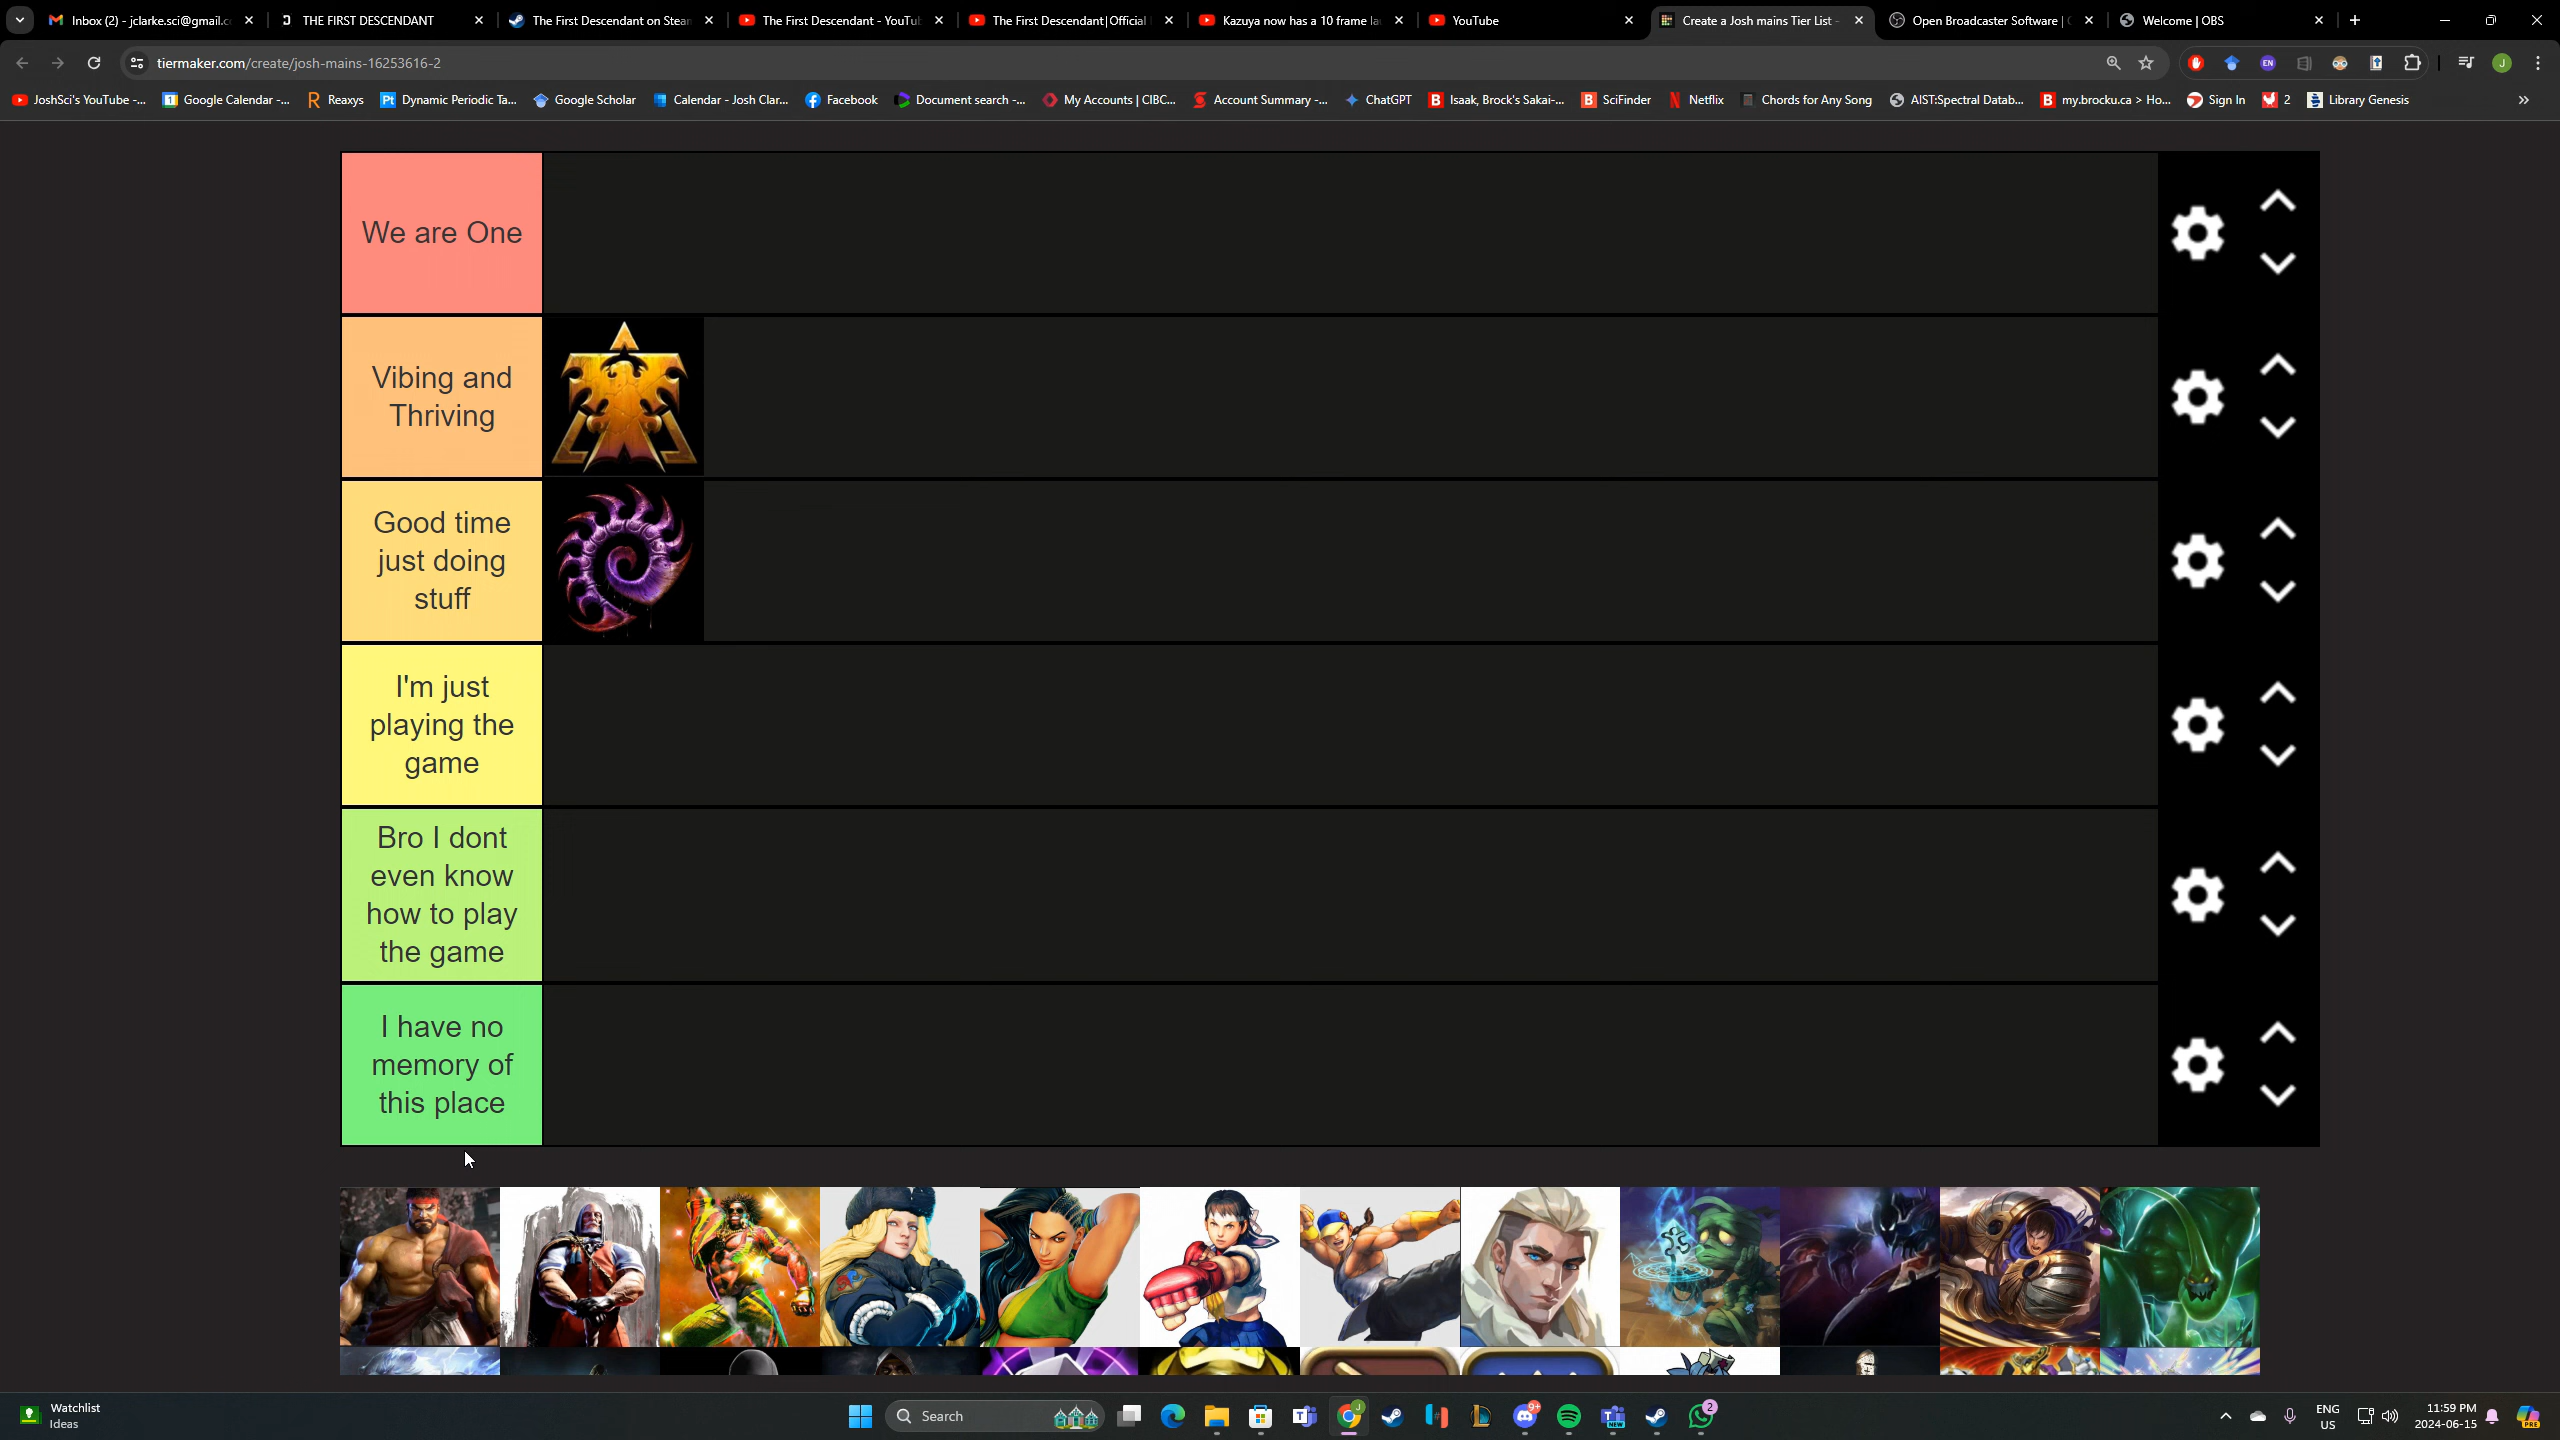 Inbox (2) - jclarke.sci@gmail.c
THE FIRST DESCENDANT
The First Descendant on Stea
The First Descendant - YouTu
The First Descendant | Official
Kazuya now has a 10 frame la
YouTube
Create a Josh mains Tier List -
Open Broadcaster Software |
Welcome | OBS
tiermaker.com/create/josh-mains-16253616-2
J
JoshSci's YouTube -...
Google Calendar -...
Reaxys
Dynamic Periodic Ta...
Google Scholar
Calendar - Josh Clar...
Facebook
Document search -...
My Accounts | CIBC...
Account Summary -...
ChatGPT
Isaak, Brock's Sakai-...
SciFinder
Netflix
Chords for Any Song
AIST:Spectral Datab...
my.brocku.ca > Ho...
Sign In
2
Library Genesis
We are One
Vibing and
Thriving
Good time
just doing
stuff
I'm just
playing the
game
Bro I dont
even know
how to play
the game
I have no
memory of
this place
Watchlist
Ideas
Search
9+
NEW
2
ENG
US
11:59 PM
2024-06-15
PRE